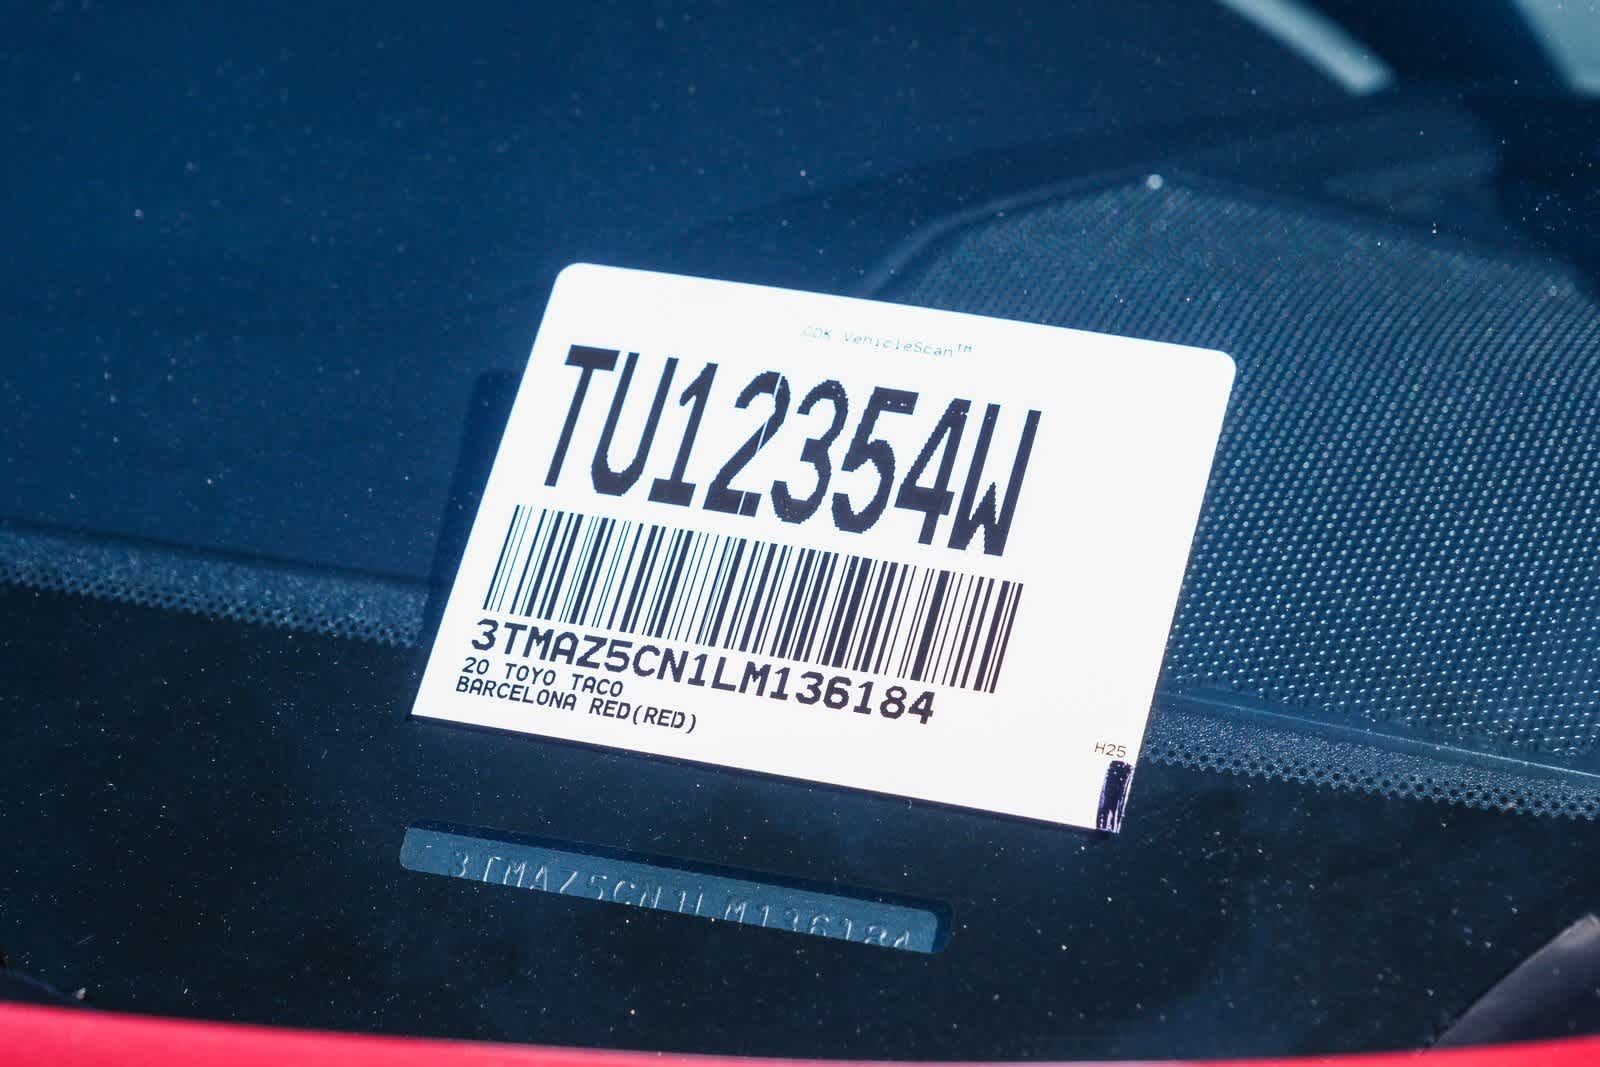 CDK VehicleScan™
TU12354W
3TMAZ5CN1LM136184
20 TOYO TACO
BARCELONA RED(RED)
H25
3TMAZ5CN1LM136184